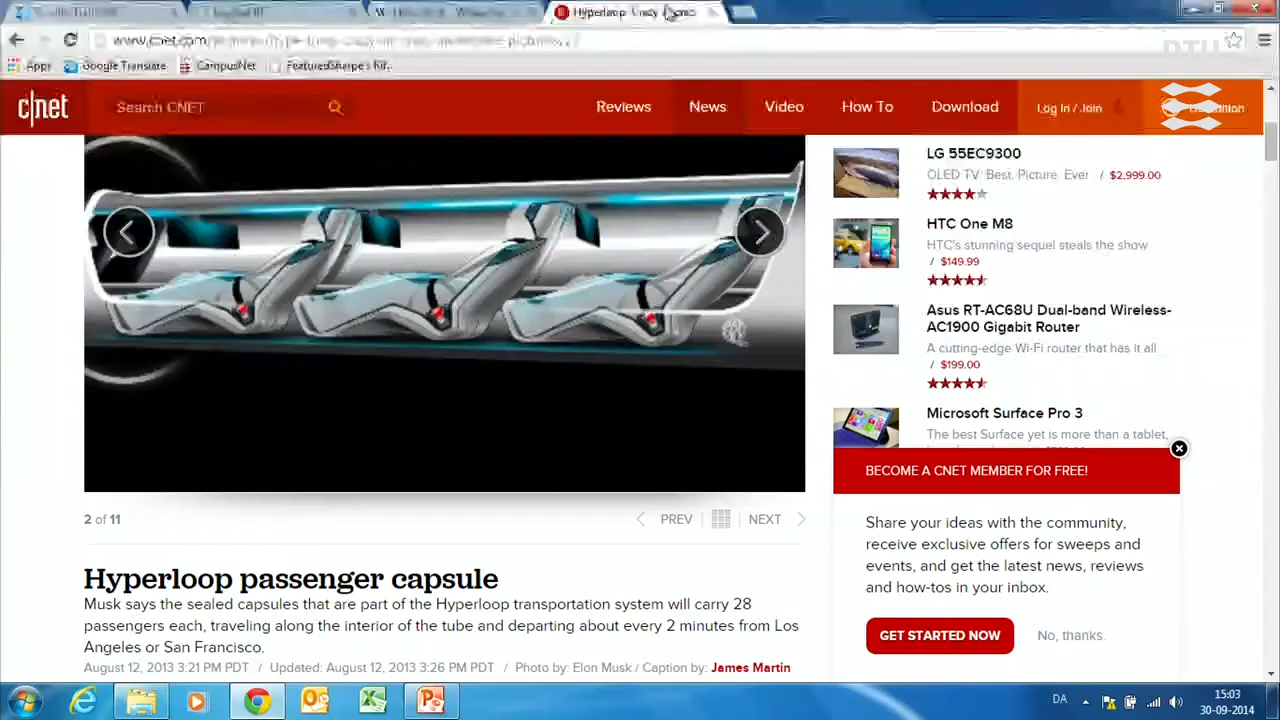 www.cnet.com
Apps Google Translate CampusNet
c|net Search CNET Reviews News Video How To Download Log In / Join
LG 55EC9300
OLED TV: Best. Picture. Ever / $2,999.00
HTC One M8
HTC's stunning sequel steals the show
/ $149.99
Asus RT-AC68U Dual-band Wireless-
AC1900 Gigabit Router
A cutting-edge Wi-Fi router that has it all
/ $199.00
Microsoft Surface Pro 3
The best Surface yet is more than a tablet,
BECOME A CNET MEMBER FOR FREE!
Share your ideas with the community,
receive exclusive offers for sweeps and
events, and get the latest news, reviews
and how-tos in your inbox.
GET STARTED NOW No, thanks.
2 of 11 PREV NEXT
Hyperloop passenger capsule
Musk says the sealed capsules that are part of the Hyperloop transportation system will carry 28
passengers each, traveling along the interior of the tube and departing about every 2 minutes from Los
Angeles or San Francisco.
August 12, 2013 3:21 PM PDT / Updated: August 12, 2013 3:26 PM PDT / Photo by: Elon Musk / Caption by: James Martin
DA 15:03
30-09-2014